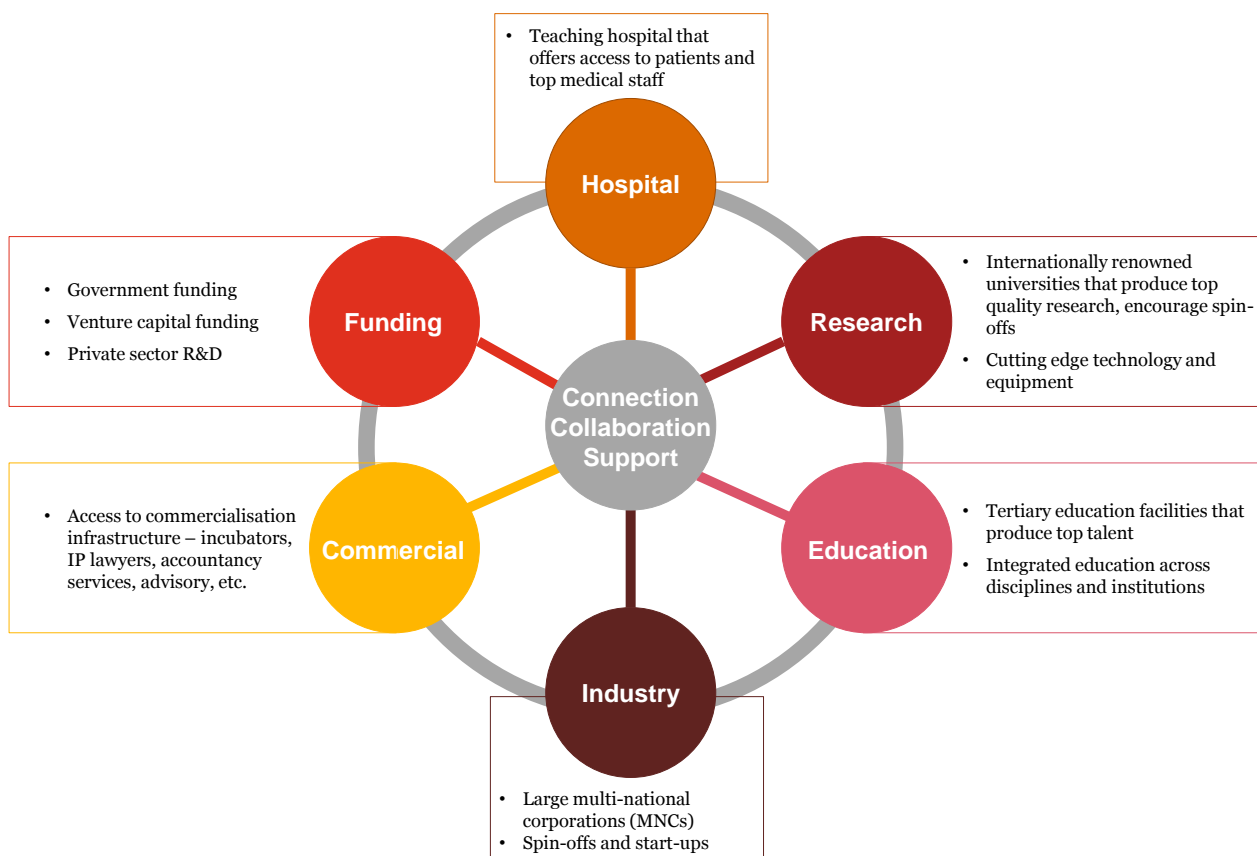 • Teaching hospital that
offers access to patients and
top medical staff
Hospital
• Government funding
• Venture capital funding
• Private sector R&D
Funding
Research
• Internationally renowned
universities that produce top
quality research, encourage spin-
offs
• Cutting edge technology and
equipment
Connection
Collaboration
Support
• Access to commercialisation
infrastructure – incubators,
IP lawyers, accountancy
services, advisory, etc.
Commercial
Education
• Tertiary education facilities that
produce top talent
• Integrated education across
disciplines and institutions
Industry
• Large multi-national
corporations (MNCs)
• Spin-offs and start-ups